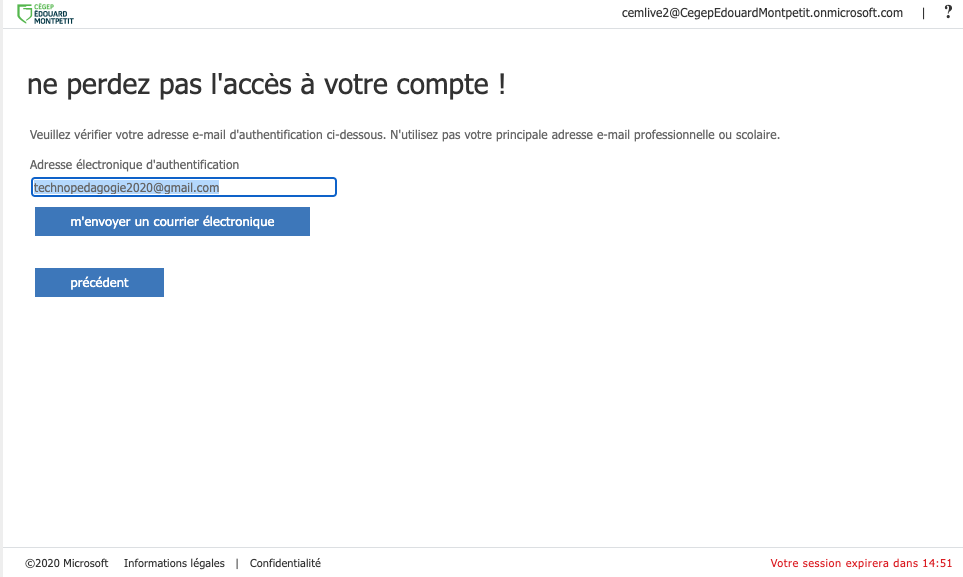 CÉGEP
ÉDOUARD
MONTPETIT
cemlive2@CegepEdouardMontpetit.onmicrosoft.com | ?
ne perdez pas l'accès à votre compte !
Veuillez vérifier votre adresse e-mail d'authentification ci-dessous. N'utilisez pas votre principale adresse e-mail professionnelle ou scolaire.
Adresse électronique d'authentification
technopedagogie2020@gmail.com
m'envoyer un courrier électronique
précédent
©2020 Microsoft Informations légales | Confidentialité
Votre session expirera dans 14:51